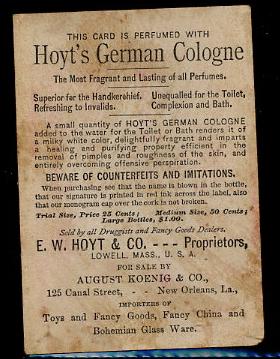 THIS CARD IS PERFUMED WITH
Hoyt's German Cologne
The Most Fragrant and Lasting of all Perfumes.
Superior for the Handkerchief. Unequalled for the Toilet,
Refreshing to Invalids. Complexion and Bath.
A small quantity of HOYT'S GERMAN COLOGNE
added to the water for the Toilet or Bath renders it of
a milky white color, delightfully fragrant and imparts
a healing and purifying property efficient in the
removal of pimples and roughness of the skin, and
entirely overcoming offensive perspiration.
BEWARE OF COUNTERFEITS AND IMITATIONS.
When purchasing see that the name is blown in the bottle,
that our signature is printed in red ink across the label, also
that our monogram cap over the cork is not broken.
Trial Size, Price 25 Cents; Medium Size, 50 Cents;
Large Bottles, $1.00.
Sold by all Druggists and Fancy Goods Dealers.
E. W. HOYT & CO. --- Proprietors,
LOWELL, MASS., U. S. A.
FOR SALE BY
AUGUST KOENIG & CO.,
125 Canal Street, - - New Orleans, La.,
IMPORTERS OF
Toys and Fancy Goods, Fancy China and
Bohemian Glass Ware.